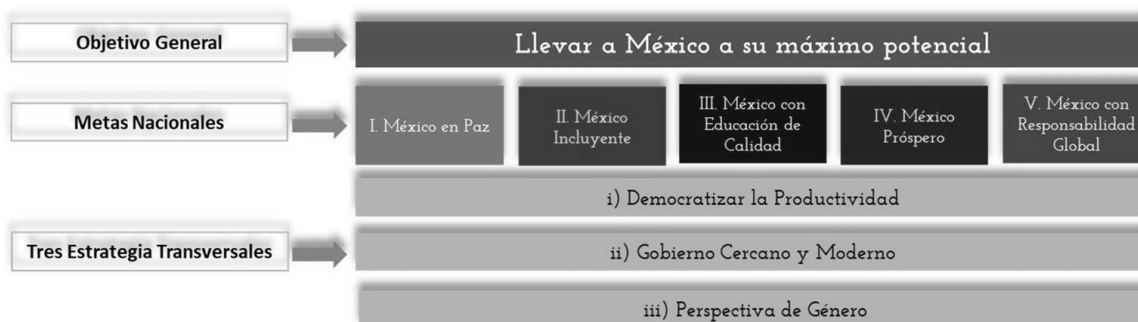 Objetivo General
Llevar a México a su máximo potencial
Metas Nacionales
I. México en Paz
II. México
Incluyente
III. México con
Educación de
Calidad
IV. México
Próspero
V. México con
Responsabilidad
Global
i) Democratizar la Productividad
Tres Estrategia Transversales
ii) Gobierno Cercano y Moderno
iii) Perspectiva de Género